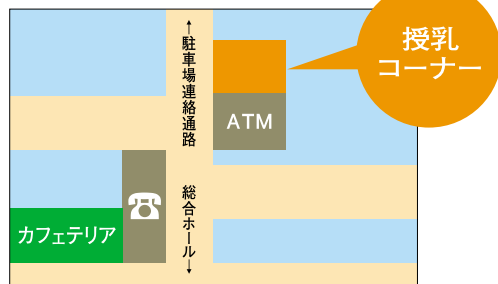 授乳
コーナー
←駐車場連絡通路
ATM
総合ホール→
カフェテリア